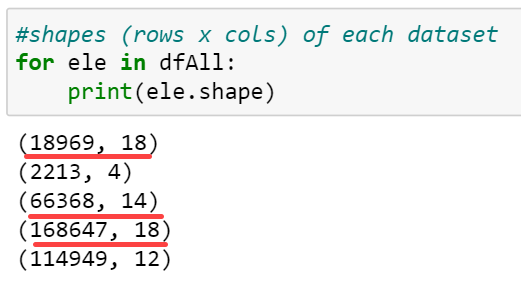 #shapes (rows x cols) of each dataset
for ele in dfAll:
    print(ele.shape)
(18969, 18)
(2213, 4)
(66368, 14)
(168647, 18)
(114949, 12)